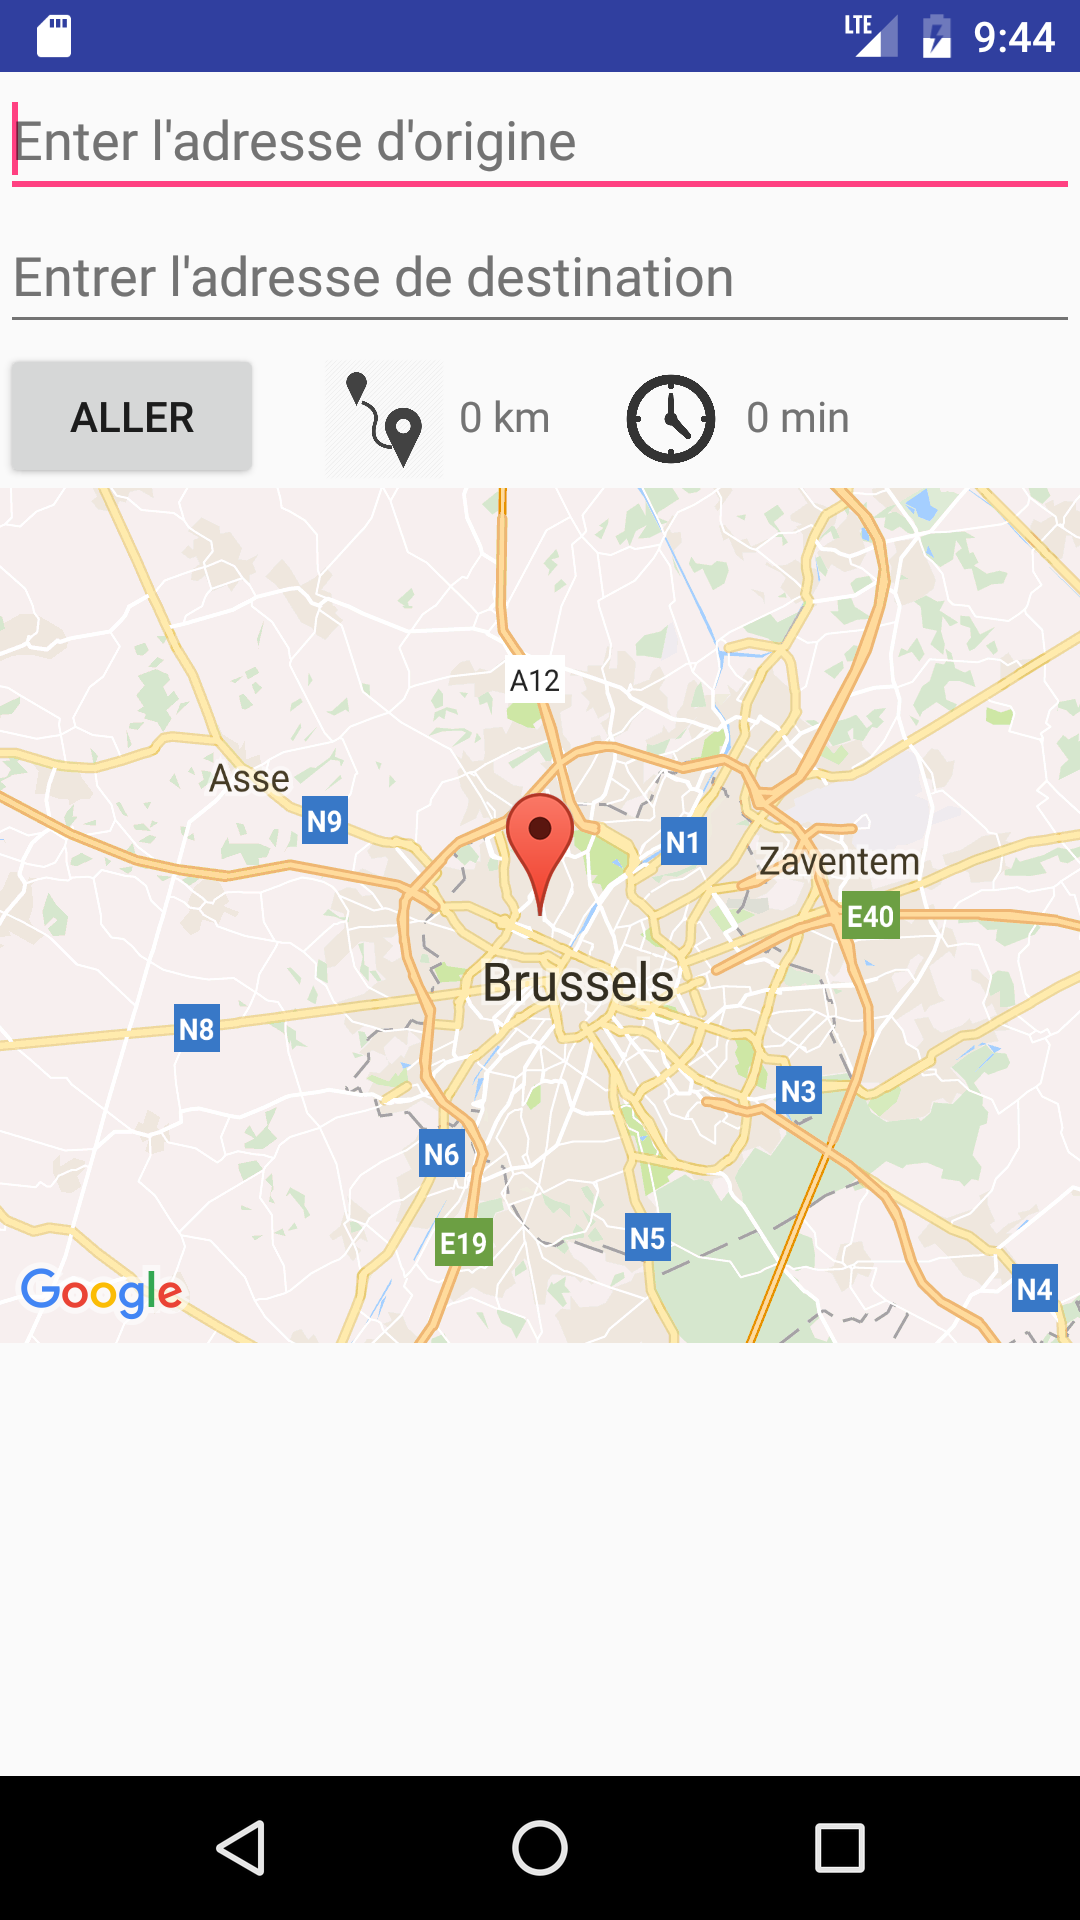 LTE 9:44
Enter l'adresse d'origine
Entrer l'adresse de destination
ALLER 0 km 0 min
A12
Asse
N9
N1
Zaventem
E40
Brussels
N8
N3
N6
N5
E19
N4
Google